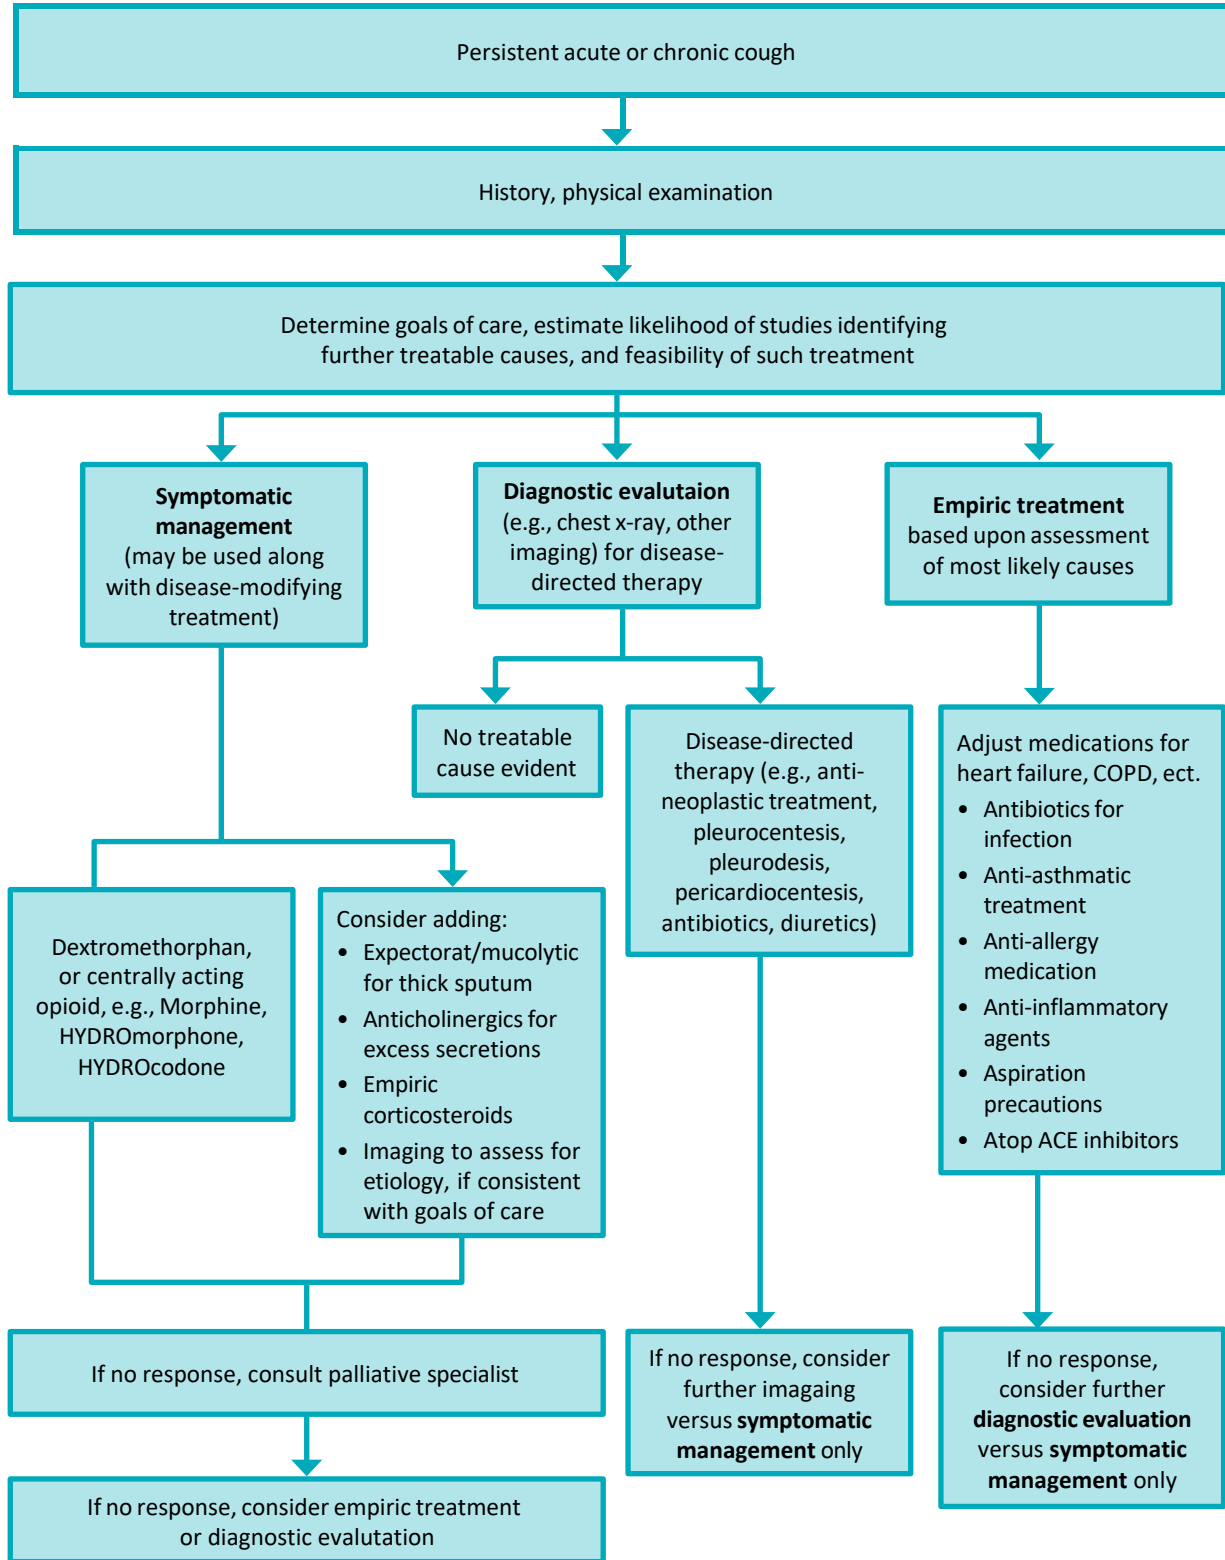 Persistent acute or chronic cough
History, physical examination
Determine goals of care, estimate likelihood of studies identifying
further treatable causes, and feasibility of such treatment
Symptomatic
management
(may be used along
with disease-modifying
treatment)
Diagnostic evalutaion
(e.g., chest x-ray, other
imaging) for disease-
directed therapy
Empiric treatment
based upon assessment
of most likely causes
No treatable
cause evident
Disease-directed
therapy (e.g., anti-
neoplastic treatment,
pleurocentesis,
pleurodesis,
pericardiocentesis,
antibiotics, diuretics)
Adjust medications for
heart failure, COPD, ect.
• Antibiotics for
infection
• Anti-asthmatic
treatment
• Anti-allergy
medication
• Anti-inflammatory
agents
• Aspiration
precautions
• Atop ACE inhibitors
Dextromethorphan,
or centrally acting
opioid, e.g., Morphine,
HYDROmorphone,
HYDROcodone
Consider adding:
• Expectorat/mucolytic
for thick sputum
• Anticholinergics for
excess secretions
• Empiric
corticosteroids
• Imaging to assess for
etiology, if consistent
with goals of care
If no response, consult palliative specialist
If no response, consider
further imagaing
versus symptomatic
management only
If no response,
consider further
diagnostic evaluation
versus symptomatic
management only
If no response, consider empiric treatment
or diagnostic evalutation